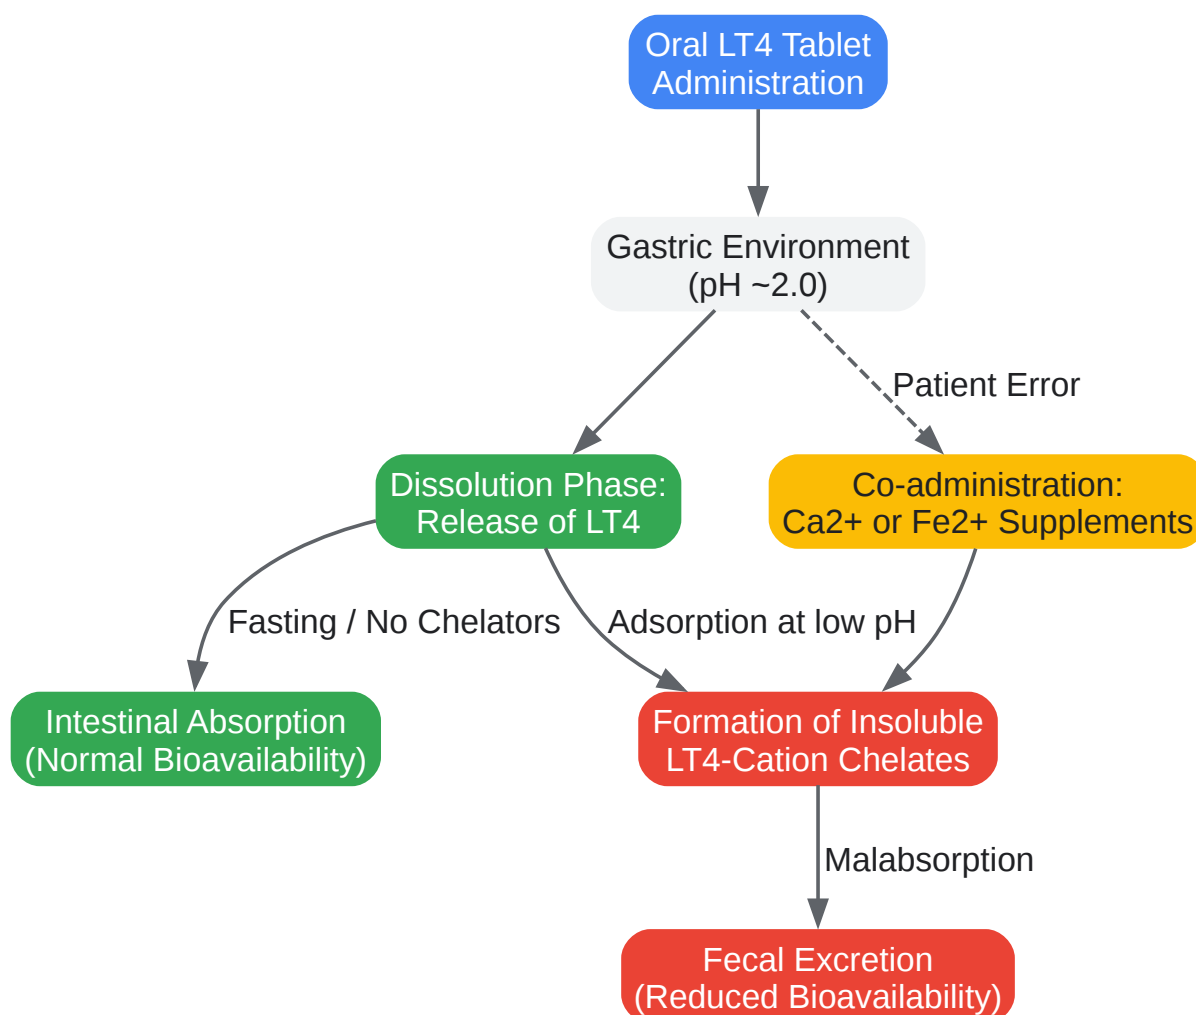 Oral LT4 Tablet
Administration
Gastric Environment
(pH ~2.0)
Patient Error
Dissolution Phase:
Release of LT4
Co-administration:
Ca2+ or Fe2+ Supplements
Fasting / No Chelators
Adsorption at low pH
Intestinal Absorption
(Normal Bioavailability)
Formation of Insoluble
LT4-Cation Chelates
Malabsorption
Fecal Excretion
(Reduced Bioavailability)